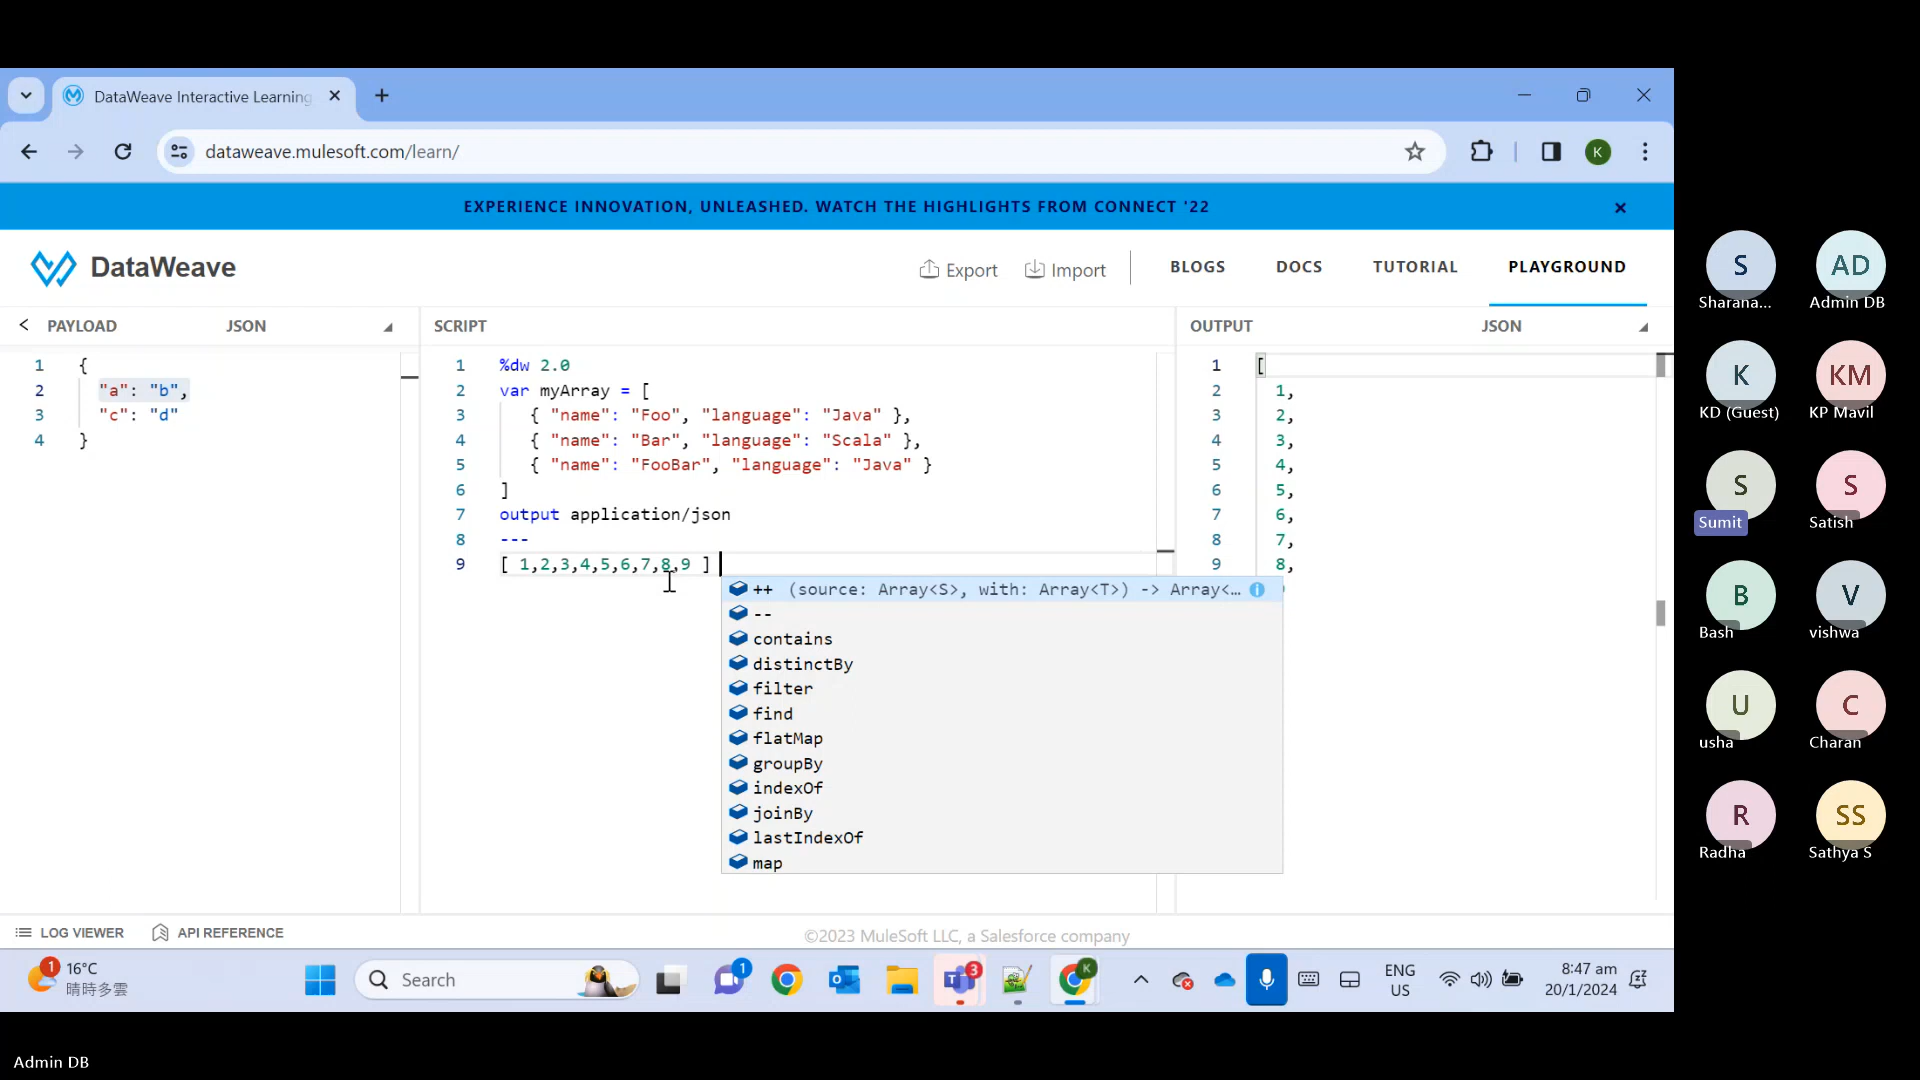 DataWeave Interactive Learning
dataweave.mulesoft.com/learn/
K
EXPERIENCE INNOVATION, UNLEASHED. WATCH THE HIGHLIGHTS FROM CONNECT '22
DataWeave
Export
Import
BLOGS
DOCS
TUTORIAL
PLAYGROUND
PAYLOAD
JSON
1 {
2 "a": "b",
3 "c": "d"
4 }
SCRIPT
1 %dw 2.0
2 var myArray = [
3 { "name": "Foo", "language": "Java" },
4 { "name": "Bar", "language": "Scala" },
5 { "name": "FooBar", "language": "Java" }
6 ]
7 output application/json
8 ---
9 [ 1,2,3,4,5,6,7,8,9 ]
++ (source: Array<S>, with: Array<T>) -> Array<…
--
contains
distinctBy
filter
find
flatMap
groupBy
indexOf
joinBy
lastIndexOf
map
OUTPUT
JSON
1 [
2 1,
3 2,
4 3,
5 4,
6 5,
7 6,
8 7,
9 8,
LOG VIEWER
API REFERENCE
©2023 MuleSoft LLC, a Salesforce company
1
16°C
晴時多雲
Search
1
3
K
ENG
US
8:47 am
20/1/2024
S
Sharana...
AD
Admin DB
K
KD (Guest)
KM
KP Mavil
S
Sumit
S
Satish
B
Bash
V
vishwa
U
usha
C
Charan
R
Radha
SS
Sathya S
Admin DB